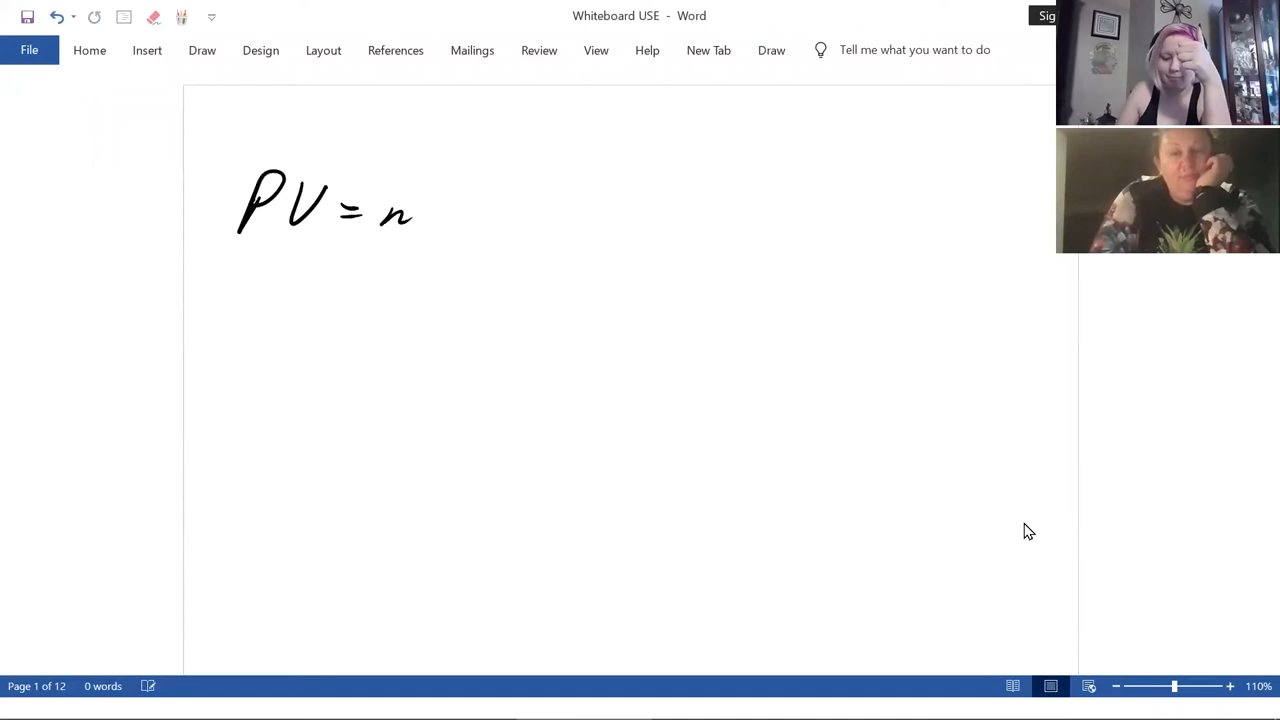 Whiteboard USE - Word
Sig
File Home Insert Draw Design Layout References Mailings Review View Help New Tab Draw Tell me what you want to do
PV = n
Page 1 of 12 0 words 110%